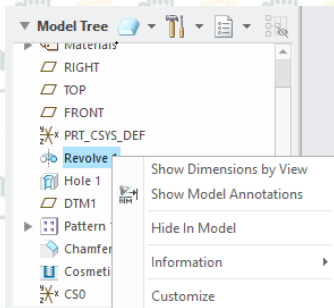 Model Tree
Materials
RIGHT
TOP
FRONT
PRT_CSYS_DEF
Revolve 1
Hole 1
DTM1
Pattern
Chamfer
Cosmeti
CS0
Show Dimensions by View
Show Model Annotations
Hide In Model
Information
Customize